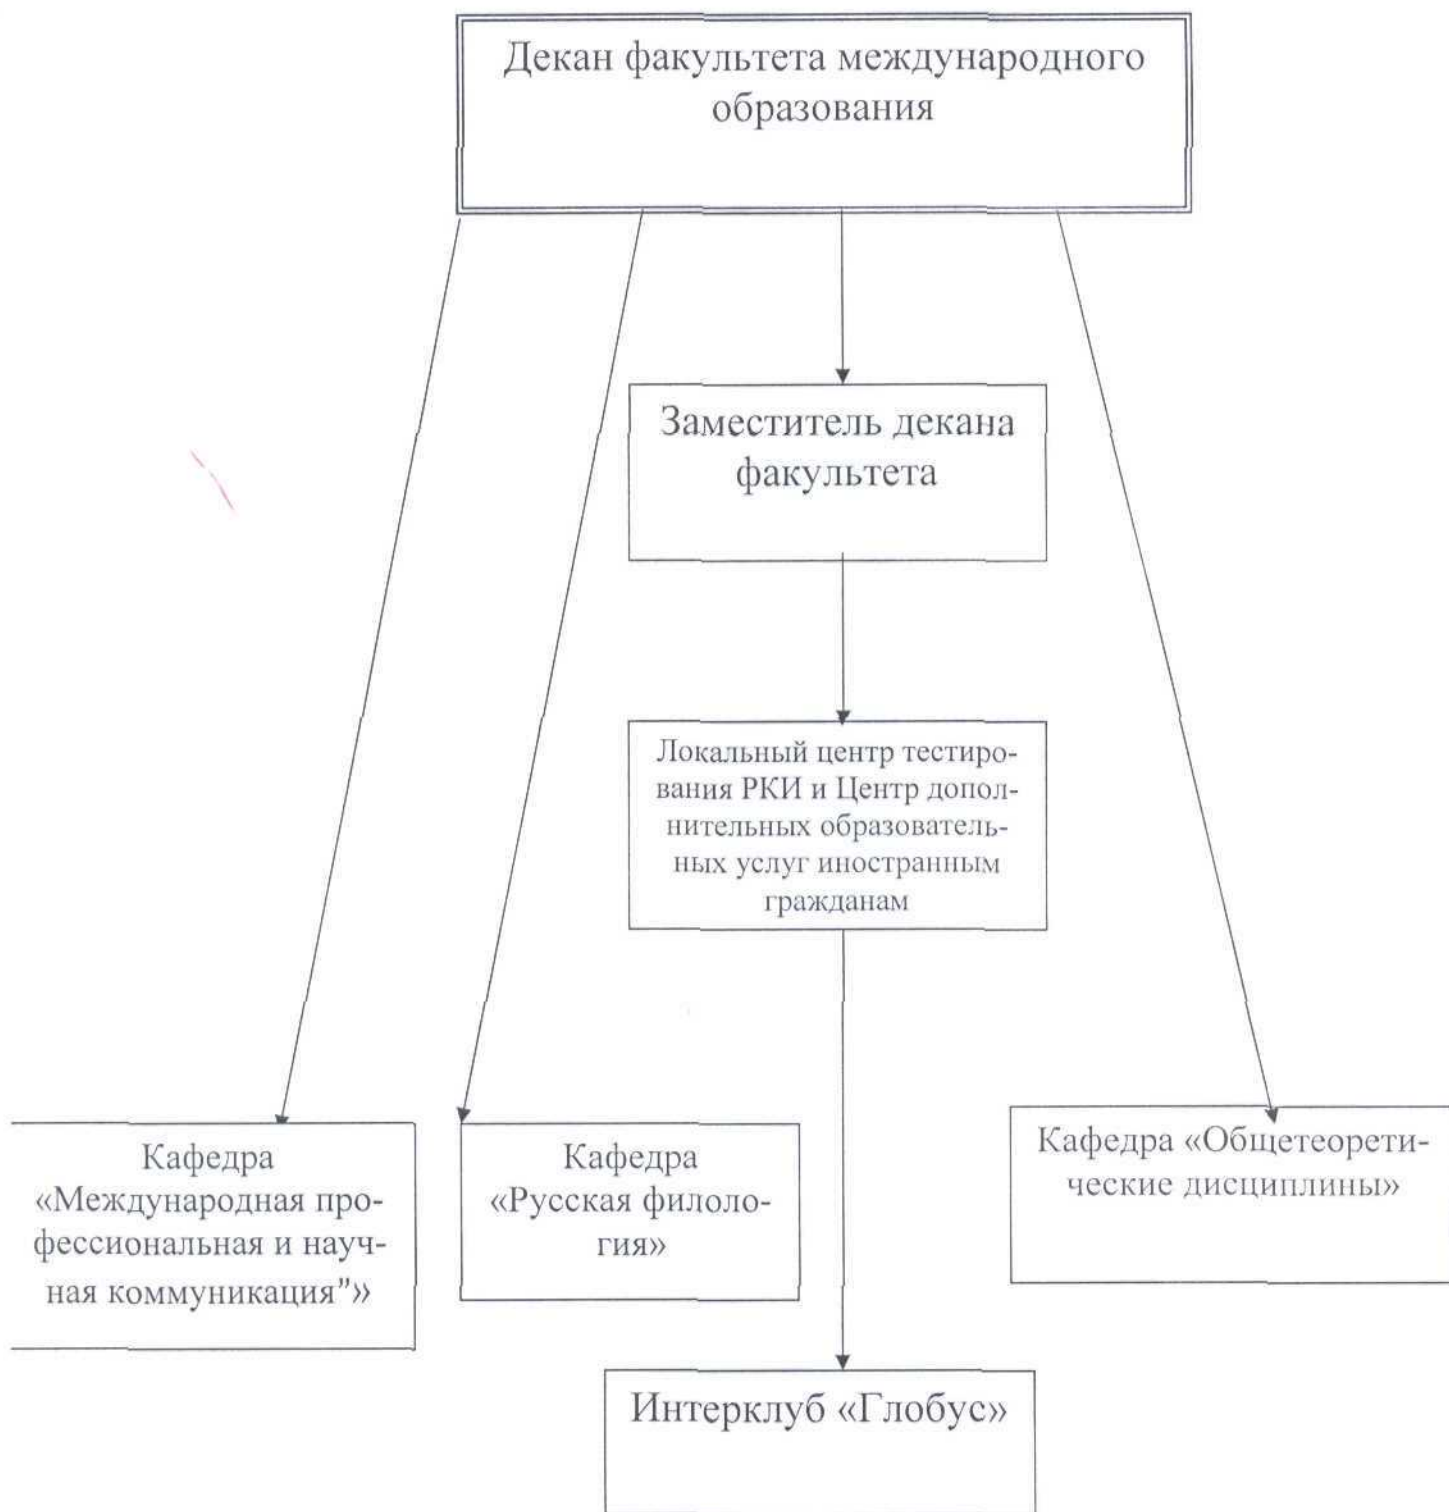 Декан факультета международного
образования
Заместитель декана
факультета
Локальный центр тестиро-
вания РКИ и Центр допол-
нительных образователь-
ных услуг иностранным
гражданам
Кафедра
«Международная про-
фессиональная и науч-
ная коммуникация"»
Кафедра
«Русская филоло-
гия»
Кафедра «Общетеорети-
ческие дисциплины»
Интерклуб «Глобус»